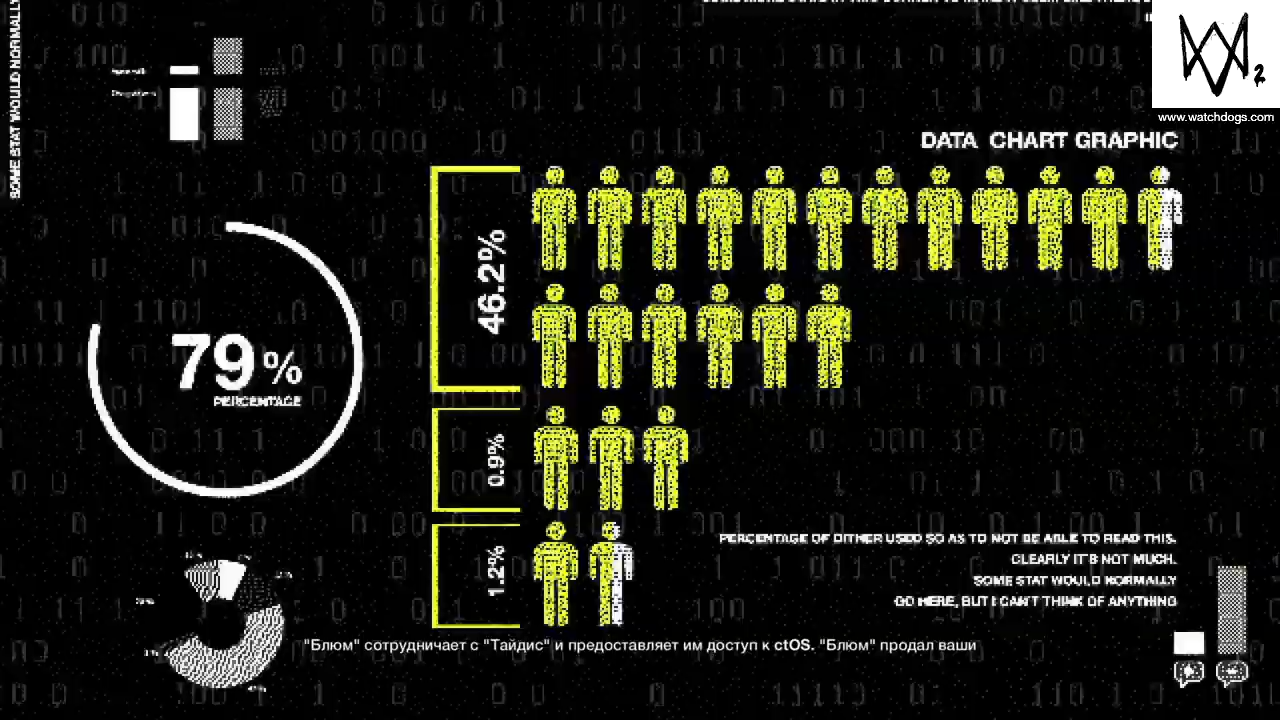 SOME STAT WOULD NORMALLY
2
www.watchdogs.com
DATA CHART GRAPHIC
46.2%
79%
PERCENTAGE
0.9%
1.2%
PERCENTAGE OF DITHER USED SO AS TO NOT BE ABLE TO READ THIS.
CLEARLY IT'S NOT MUCH.
SOME STAT WOULD NORMALLY
GO HERE, BUT I CAN'T THINK OF ANYTHING
"Блюм" сотрудничает с "Тайдис" и предоставляет им доступ к ctOS. "Блюм" продал ваши